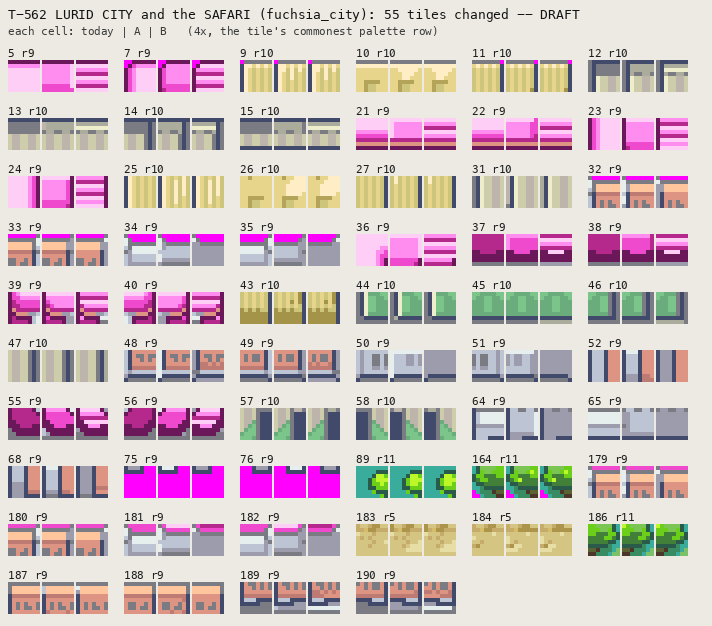 T−562 LURID CITY and the SAFARI (fuchsia_city): 55 tiles changed −− DRAFT
each cell: today | A | B (4x, the tile's commonest palette row)
5 r9 7 r9 9 r10 10 r10 11 r10 12 r10
13 r10 14 r10 15 r10 21 r9 22 r9 23 r9
24 r9 25 r10 26 r10 27 r10 31 r10 32 r9
33 r9 34 r9 35 r9 36 r9 37 r9 38 r9
39 r9 40 r9 43 r10 44 r10 45 r10 46 r10
47 r10 48 r9 49 r9 50 r9 51 r9 52 r9
55 r9 56 r9 57 r10 58 r10 64 r9 65 r9
68 r9 75 r9 76 r9 89 r11 164 r11 179 r9
180 r9 181 r9 182 r9 183 r5 184 r5 186 r11
187 r9 188 r9 189 r9 190 r9